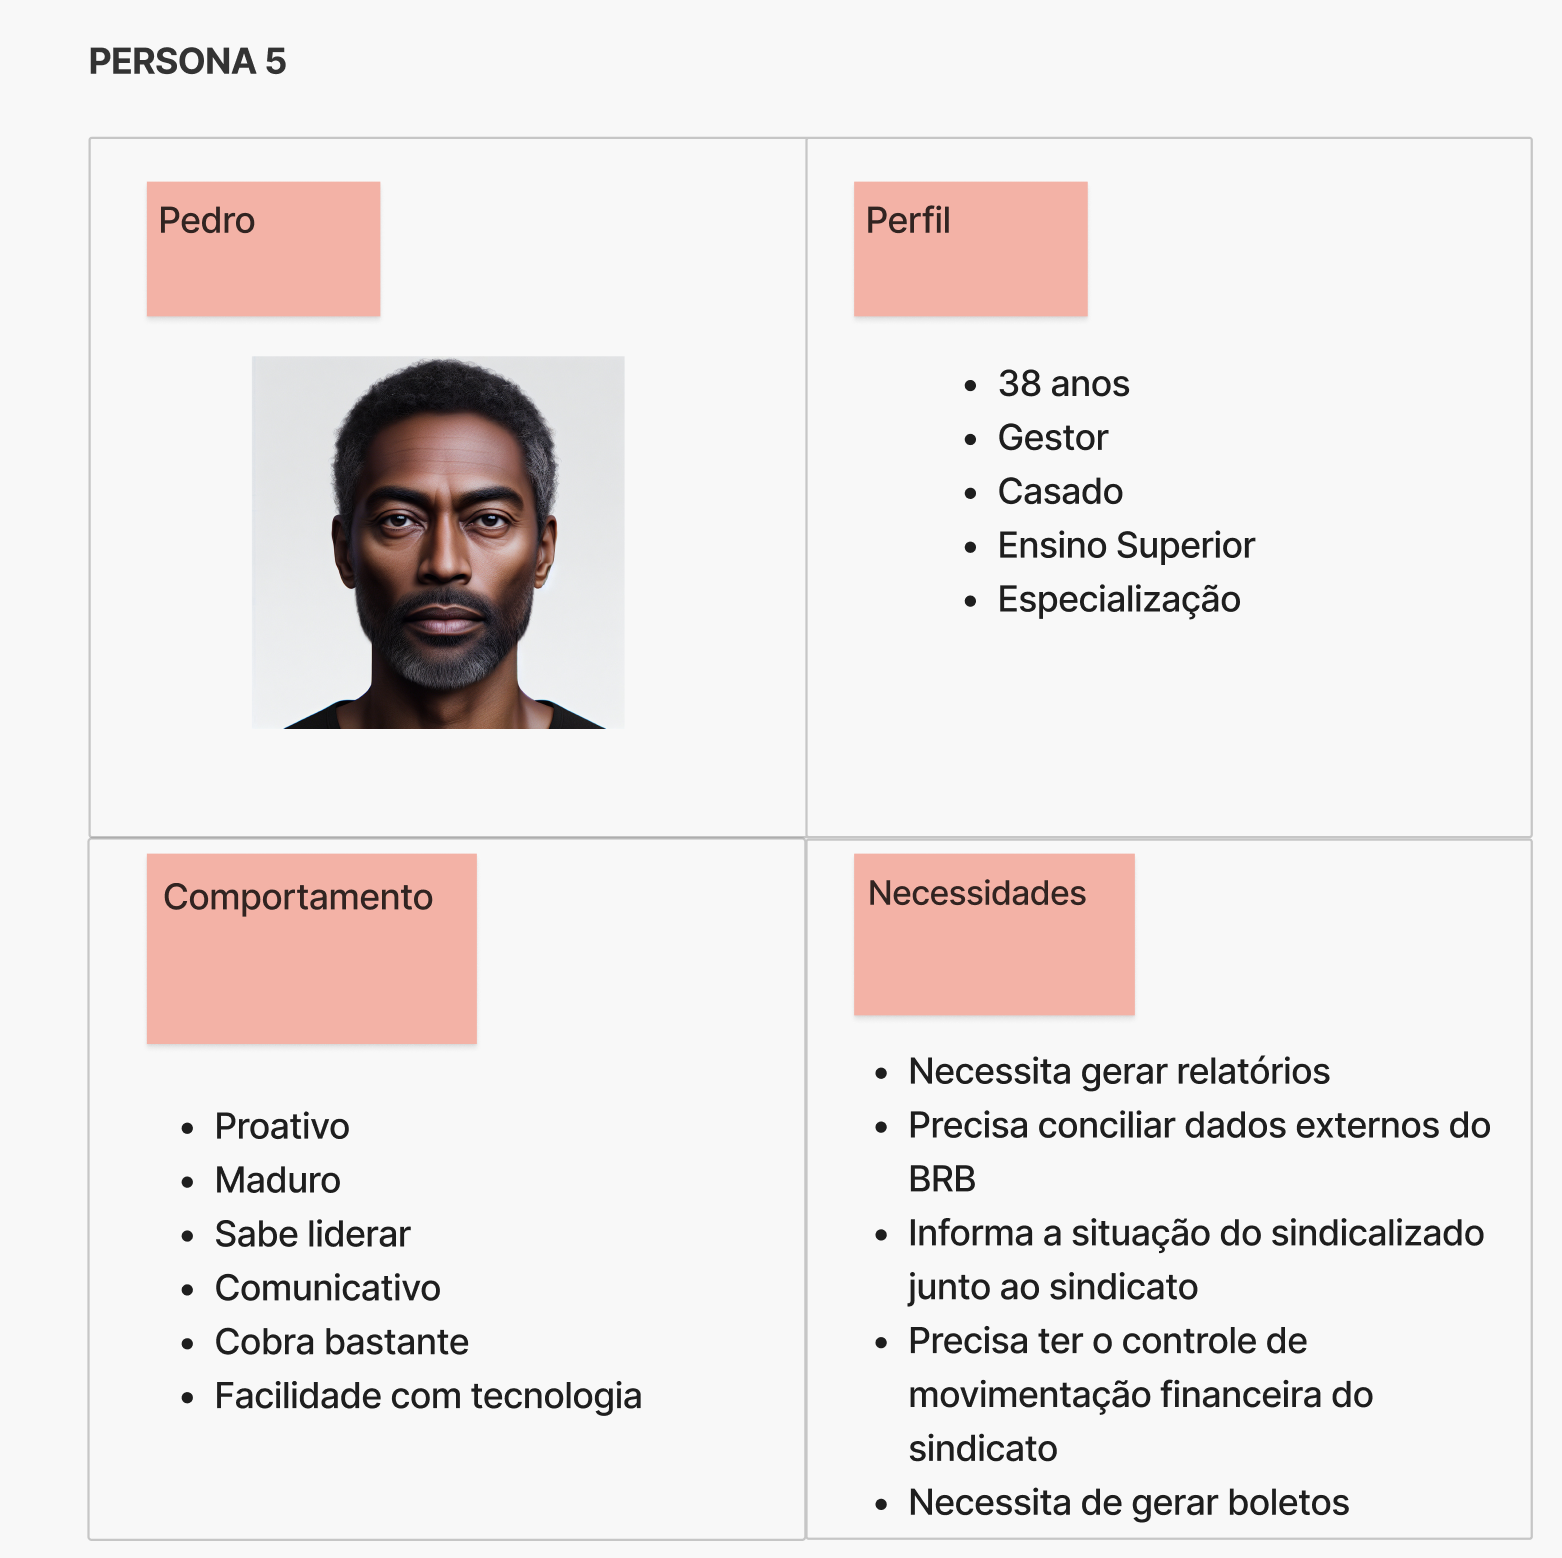 PERSONA 5
Pedro
Perfil
• 38 anos
• Gestor
• Casado
• Ensino Superior
• Especialização
Comportamento
• Proativo
• Maduro
• Sabe liderar
• Comunicativo
• Cobra bastante
• Facilidade com tecnologia
Necessidades
• Necessita gerar relatórios
• Precisa conciliar dados externos do
BRB
• Informa a situação do sindicalizado
junto ao sindicato
• Precisa ter o controle de
movimentação financeira do
sindicato
• Necessita de gerar boletos